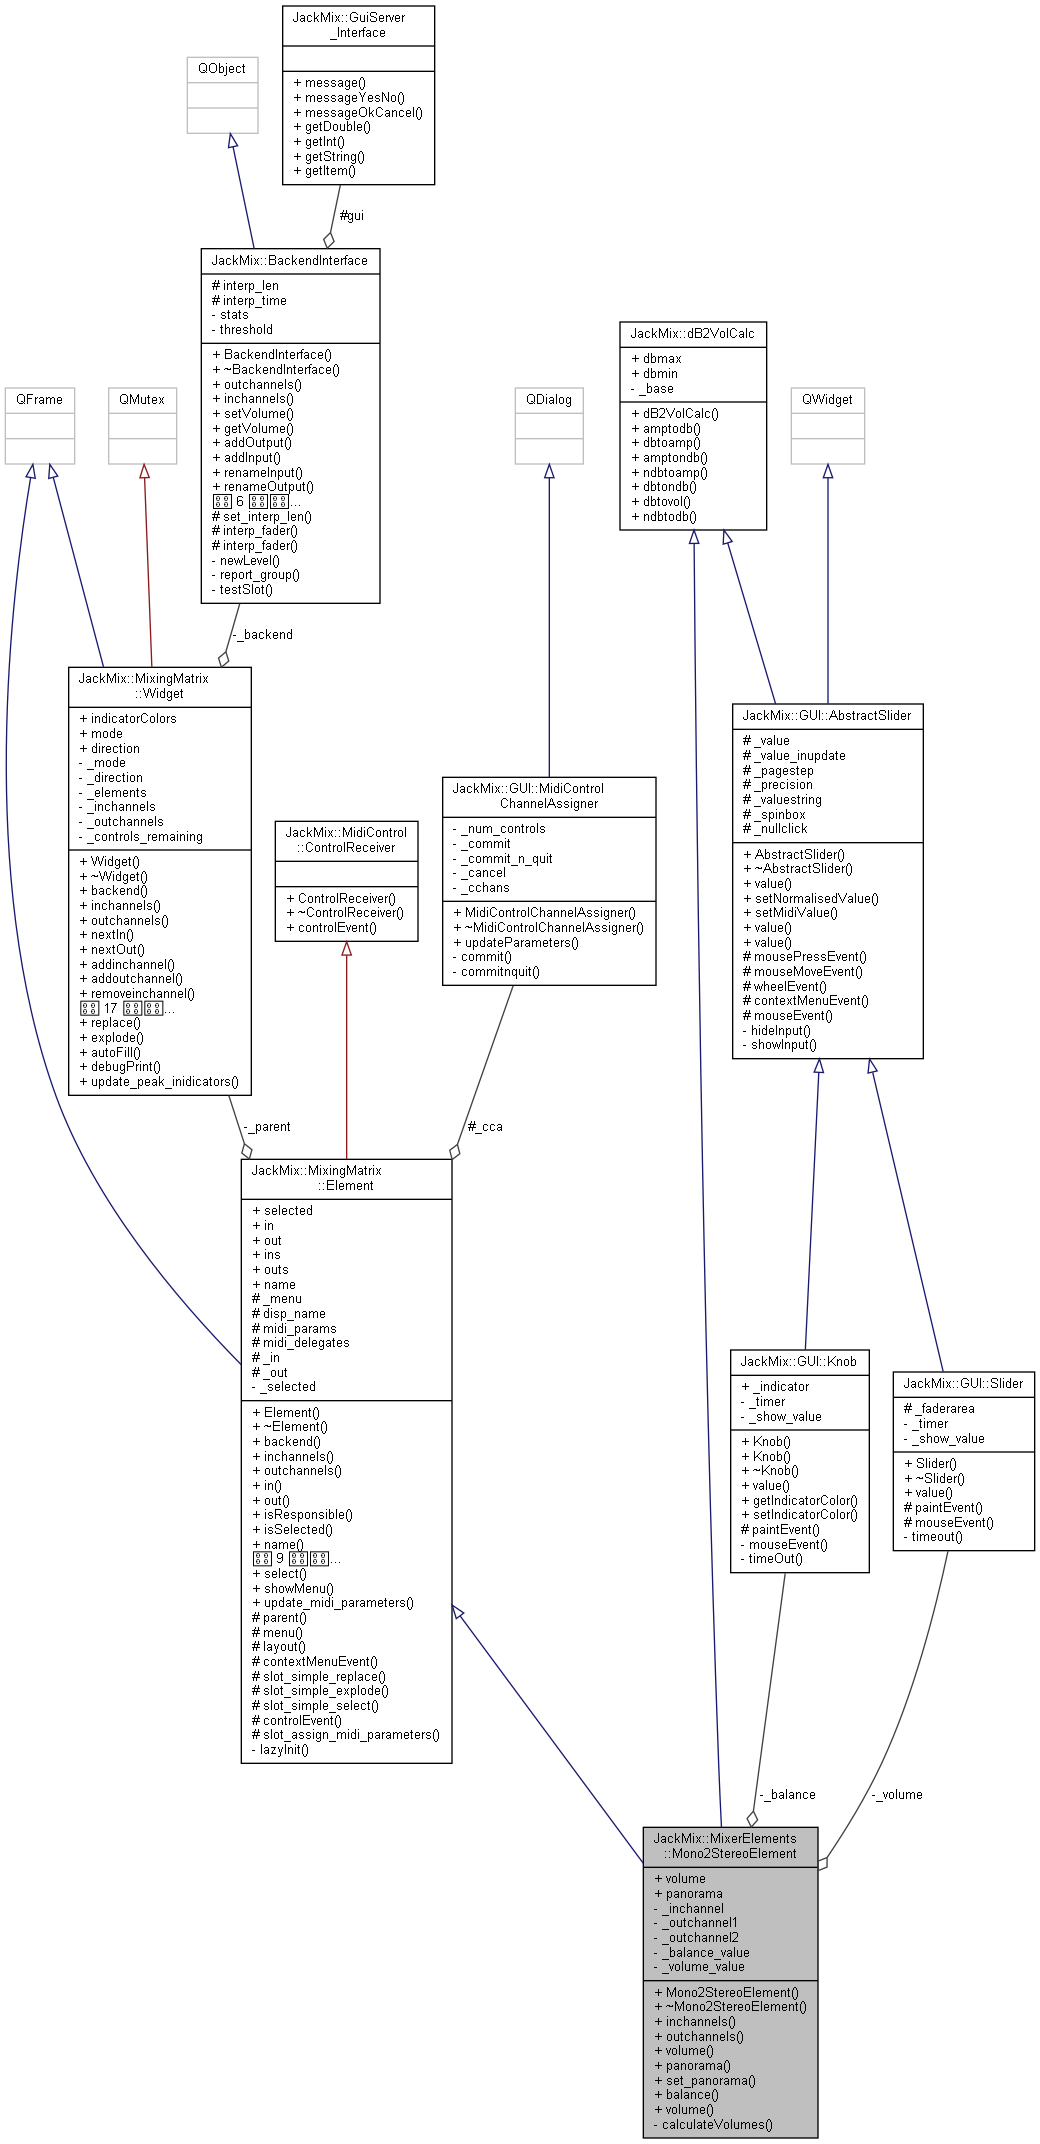 JackMix::GuiServer
_Interface
+ message()
+ messageYesNo()
+ messageOkCancel()
+ getDouble()
+ getInt()
+ getString()
+ getItem()
QObject
#gui
JackMix::BackendInterface
# interp_len
# interp_time
- stats
- threshold
+ BackendInterface()
+ ~BackendInterface()
+ outchannels()
+ inchannels()
+ setVolume()
+ getVolume()
+ addOutput()
+ addInput()
+ renameInput()
+ renameOutput()
6 ...
# set_interp_len()
# interp_fader()
# interp_fader()
- newLevel()
- report_group()
- testSlot()
JackMix::dB2VolCalc
+ dbmax
+ dbmin
- _base
+ dB2VolCalc()
+ amptodb()
+ dbtoamp()
+ amptondb()
+ ndbtoamp()
+ dbtondb()
+ dbtovol()
+ ndbtodb()
QFrame
QMutex
QDialog
QWidget
-_backend
JackMix::MixingMatrix
::Widget
+ indicatorColors
+ mode
+ direction
- _mode
- _direction
- _elements
- _inchannels
- _outchannels
- _controls_remaining
+ Widget()
+ ~Widget()
+ backend()
+ inchannels()
+ outchannels()
+ nextIn()
+ nextOut()
+ addinchannel()
+ addoutchannel()
+ removeinchannel()
17 ...
+ replace()
+ explode()
+ autoFill()
+ debugPrint()
+ update_peak_inidicators()
JackMix::GUI::AbstractSlider
# _value
# _value_inupdate
# _pagestep
# _precision
# _valuestring
# _spinbox
# _nullclick
+ AbstractSlider()
+ ~AbstractSlider()
+ value()
+ setNormalisedValue()
+ setMidiValue()
+ value()
+ value()
# mousePressEvent()
# mouseMoveEvent()
# wheelEvent()
# contextMenuEvent()
# mouseEvent()
- hideInput()
- showInput()
JackMix::GUI::MidiControl
ChannelAssigner
- _num_controls
- _commit
- _commit_n_quit
- _cancel
- _cchans
+ MidiControlChannelAssigner()
+ ~MidiControlChannelAssigner()
+ updateParameters()
- commit()
- commitnquit()
JackMix::MidiControl
::ControlReceiver
+ ControlReceiver()
+ ~ControlReceiver()
+ controlEvent()
-_parent
#_cca
JackMix::MixingMatrix
::Element
+ selected
+ in
+ out
+ ins
+ outs
+ name
# _menu
# disp_name
# midi_params
# midi_delegates
# _in
# _out
- _selected
+ Element()
+ ~Element()
+ backend()
+ inchannels()
+ outchannels()
+ in()
+ out()
+ isResponsible()
+ isSelected()
+ name()
9 ...
+ select()
+ showMenu()
+ update_midi_parameters()
# parent()
# menu()
# layout()
# contextMenuEvent()
# slot_simple_replace()
# slot_simple_explode()
# slot_simple_select()
# controlEvent()
# slot_assign_midi_parameters()
- lazyInit()
JackMix::GUI::Knob
+ _indicator
- _timer
- _show_value
+ Knob()
+ Knob()
+ ~Knob()
+ value()
+ getIndicatorColor()
+ setIndicatorColor()
# paintEvent()
- mouseEvent()
- timeOut()
JackMix::GUI::Slider
# _faderarea
- _timer
- _show_value
+ Slider()
+ ~Slider()
+ value()
# paintEvent()
# mouseEvent()
- timeout()
-_balance
-_volume
JackMix::MixerElements
::Mono2StereoElement
+ volume
+ panorama
- _inchannel
- _outchannel1
- _outchannel2
- _balance_value
- _volume_value
+ Mono2StereoElement()
+ ~Mono2StereoElement()
+ inchannels()
+ outchannels()
+ volume()
+ panorama()
+ set_panorama()
+ balance()
+ volume()
- calculateVolumes()